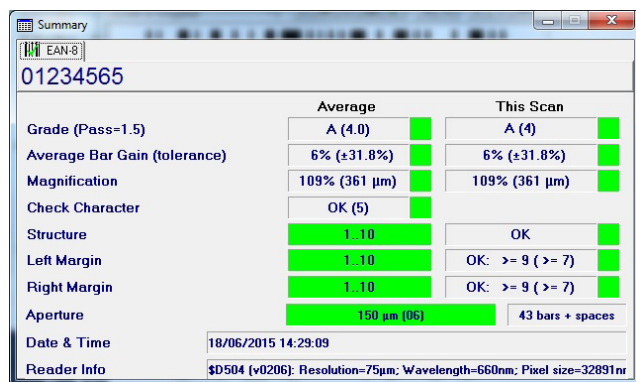 Summary
EAN-8
01234565
Average This Scan
Grade (Pass=1.5) A (4.0) A (4)
Average Bar Gain (tolerance) 6% (±31.8%) 6% (±31.8%)
Magnification 109% (361 µm) 109% (361 µm)
Check Character OK (5)
Structure 1..10 OK
Left Margin 1..10 OK: >= 9 ( >= 7)
Right Margin 1..10 OK: >= 9 ( >= 7)
Aperture 150 µm (06) 43 bars + spaces
Date & Time 18/06/2015 14:29:09
Reader Info $D504 (v0206): Resolution=75µm; Wavelength=660nm; Pixel size=32891nr